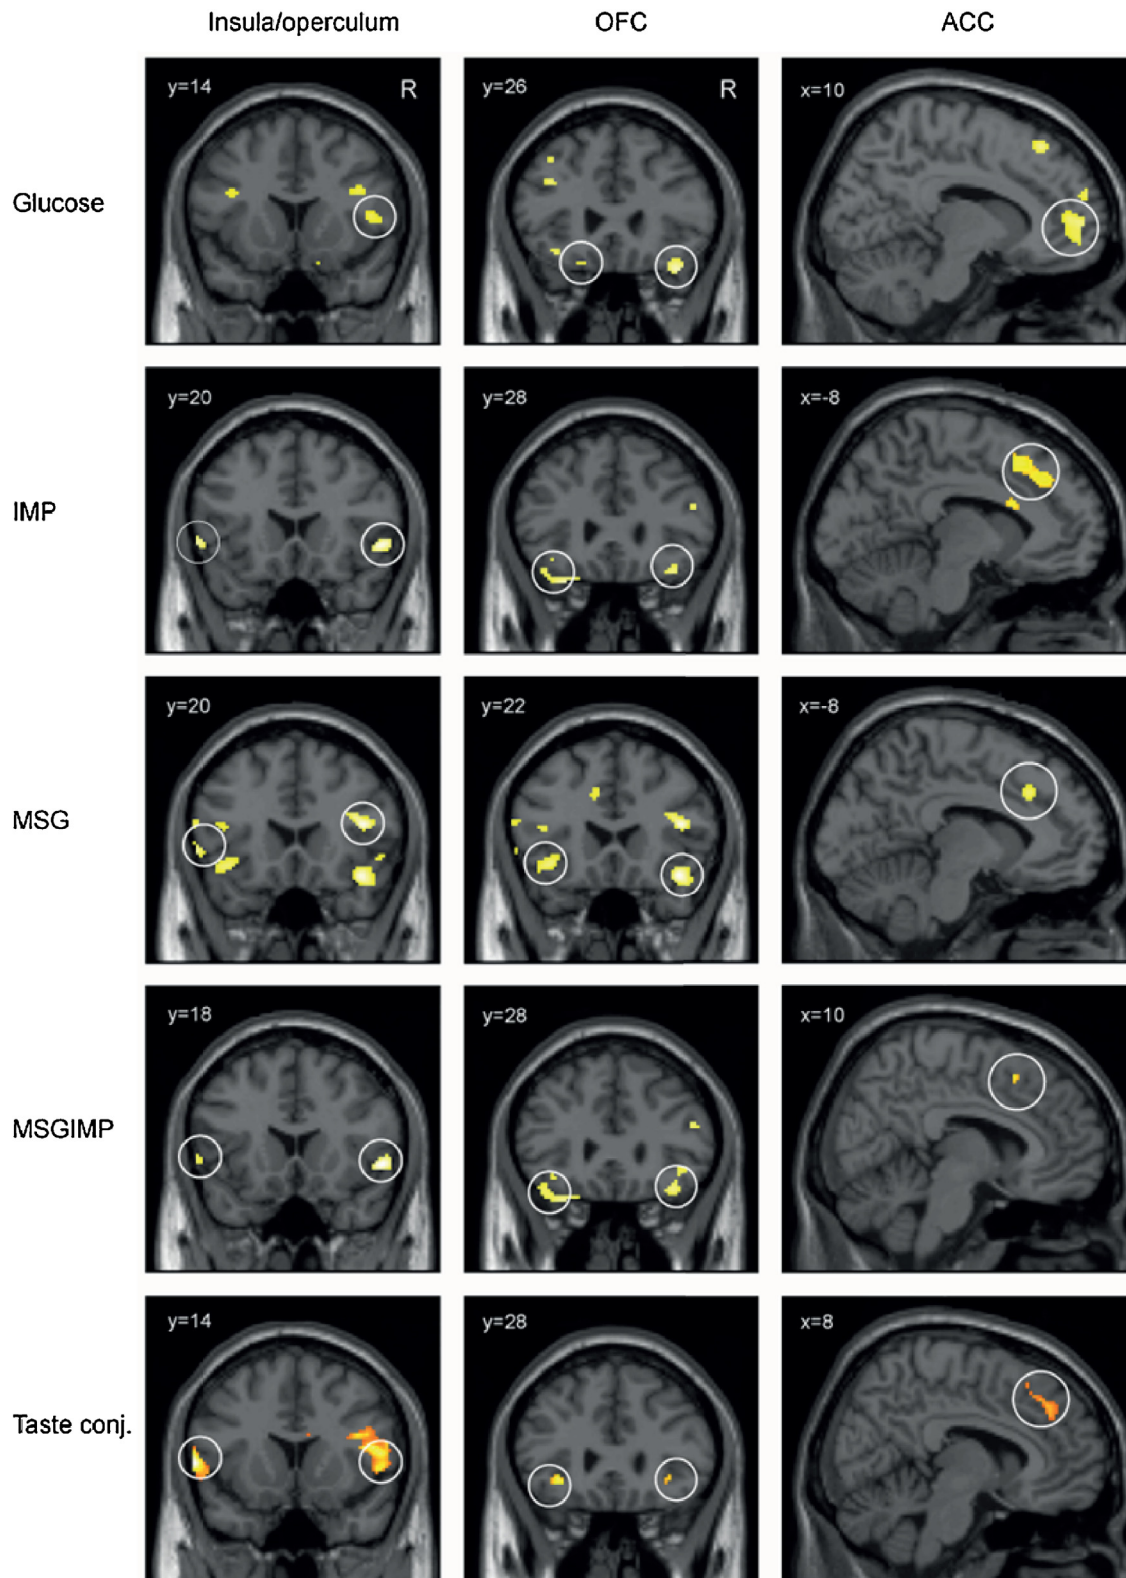 Insula/operculum OFC ACC
y=14 R y=26 R x=10
Glucose
y=20 y=28 x=-8
IMP
y=20 y=22 x=-8
MSG
y=18 y=28 x=10
MSGIMP
y=14 y=28 x=8
Taste conj.